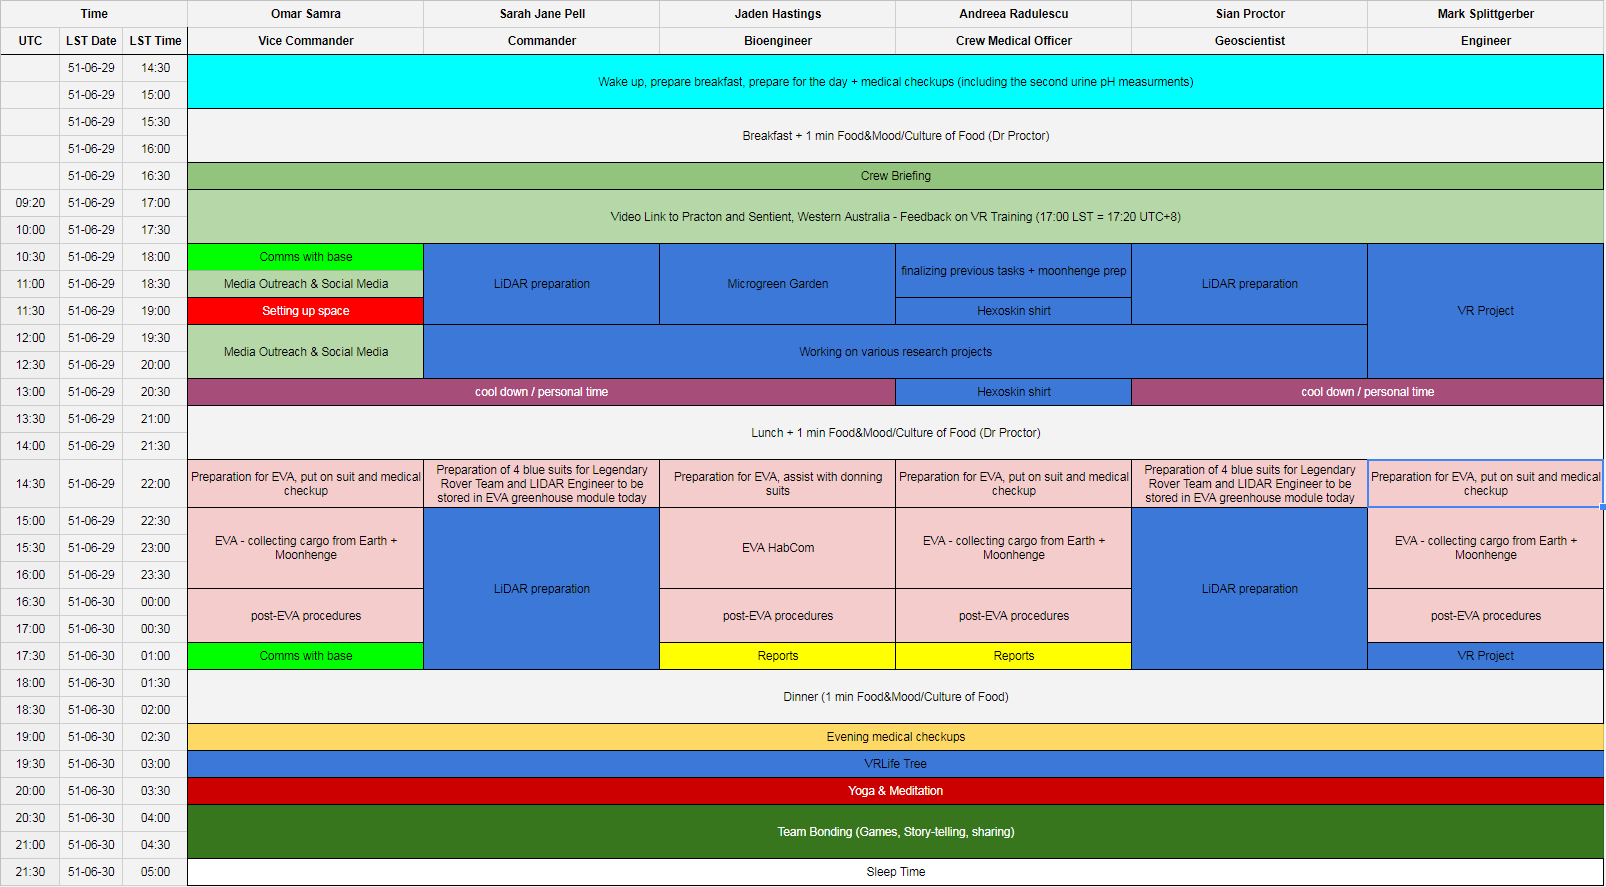 Time Omar Samra Sarah Jane Pell Jaden Hastings Andreea Radulescu Sian Proctor Mark Splittgerber
UTC LST Date LST Time Vice Commander Commander Bioengineer Crew Medical Officer Geoscientist Engineer
51-06-29 14:30
Wake up, prepare breakfast, prepare for the day + medical checkups (including the second urine pH measurments)
51-06-29 15:00
51-06-29 15:30
Breakfast + 1 min Food&Mood/Culture of Food (Dr Proctor)
51-06-29 16:00
51-06-29 16:30 Crew Briefing
09:20 51-06-29 17:00
Video Link to Practon and Sentient, Western Australia - Feedback on VR Training (17:00 LST = 17:20 UTC+8)
10:00 51-06-29 17:30
10:30 51-06-29 18:00 Comms with base
finalizing previous tasks + moonhenge prep
11:00 51-06-29 18:30 Media Outreach & Social Media LiDAR preparation Microgreen Garden LiDAR preparation
11:30 51-06-29 19:00 Setting up space Hexoskin shirt VR Project
12:00 51-06-29 19:30
Media Outreach & Social Media Working on various research projects
12:30 51-06-29 20:00
13:00 51-06-29 20:30 cool down / personal time Hexoskin shirt cool down / personal time
13:30 51-06-29 21:00
Lunch + 1 min Food&Mood/Culture of Food (Dr Proctor)
14:00 51-06-29 21:30
14:30 51-06-29 22:00
Preparation for EVA, put on suit and medical
checkup
Preparation of 4 blue suits for Legendary
Rover Team and LIDAR Engineer to be
stored in EVA greenhouse module today
Preparation for EVA, assist with donning
suits
Preparation for EVA, put on suit and medical
checkup
Preparation of 4 blue suits for Legendary
Rover Team and LIDAR Engineer to be
stored in EVA greenhouse module today
Preparation for EVA, put on suit and medical
checkup
15:00 51-06-29 22:30
15:30 51-06-29 23:00
EVA - collecting cargo from Earth +
Moonhenge
EVA HabCom
EVA - collecting cargo from Earth +
Moonhenge
EVA - collecting cargo from Earth +
Moonhenge
16:00 51-06-29 23:30
LiDAR preparation LiDAR preparation
16:30 51-06-30 00:00
post-EVA procedures post-EVA procedures post-EVA procedures post-EVA procedures
17:00 51-06-30 00:30
17:30 51-06-30 01:00 Comms with base Reports Reports VR Project
18:00 51-06-30 01:30
Dinner (1 min Food&Mood/Culture of Food)
18:30 51-06-30 02:00
19:00 51-06-30 02:30 Evening medical checkups
19:30 51-06-30 03:00 VRLife Tree
20:00 51-06-30 03:30 Yoga & Meditation
20:30 51-06-30 04:00
Team Bonding (Games, Story-telling, sharing)
21:00 51-06-30 04:30
21:30 51-06-30 05:00 Sleep Time